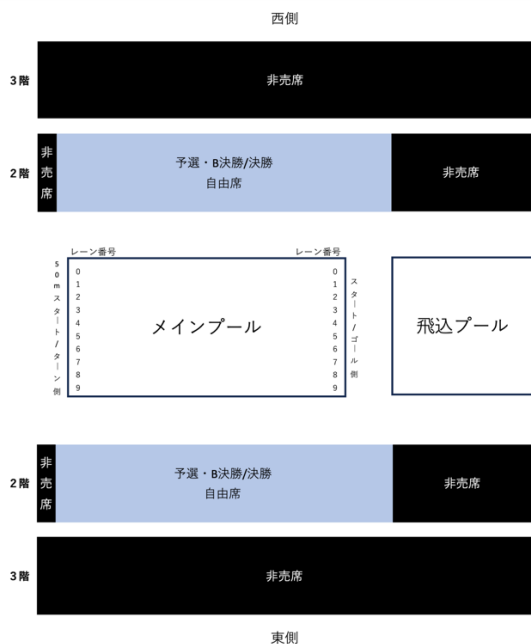 西側
3階
非売席
2階
非売席
予選・B決勝/決勝
自由席
非売席
レーン番号
レーン番号
50mスタート/ターン側
0
1
2
3
4
5
6
7
8
9
メインプール
0
1
2
3
4
5
6
7
8
9
スタート/ゴール側
飛込プール
2階
非売席
予選・B決勝/決勝
自由席
非売席
3階
非売席
東側